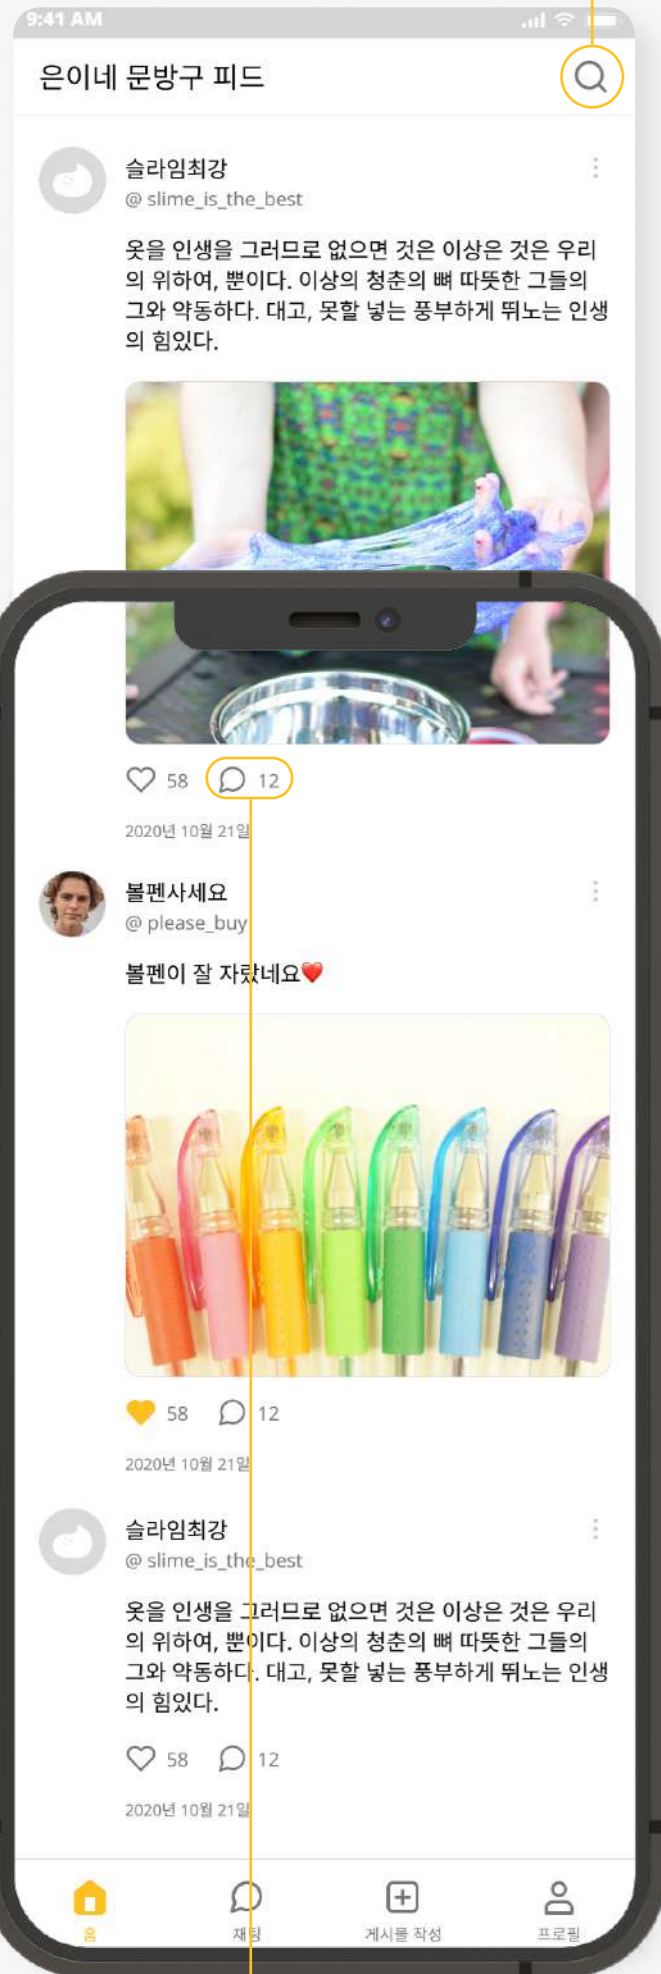 9:41 AM
은이네 문방구 피드
슬라임최강
@ slime_is_the_best
옷을 인생을 그러므로 없으면 것은 이상은 것은 우리
의 위하여, 뿐이다. 이상의 청춘의 뼈 따뜻한 그들의
그와 약동하다. 대고, 못할 넣는 풍부하게 뛰노는 인생
의 힘있다.
58 12
2020년 10월 21일
볼펜사세요
@ please_buy
볼펜이 잘 자랐네요❤️
58 12
2020년 10월 21일
슬라임최강
@ slime_is_the_best
옷을 인생을 그러므로 없으면 것은 이상은 것은 우리
의 위하여, 뿐이다. 이상의 청춘의 뼈 따뜻한 그들의
그와 약동하다. 대고, 못할 넣는 풍부하게 뛰노는 인생
의 힘있다.
58 12
2020년 10월 21일
홈 채팅 게시물 작성 프로필